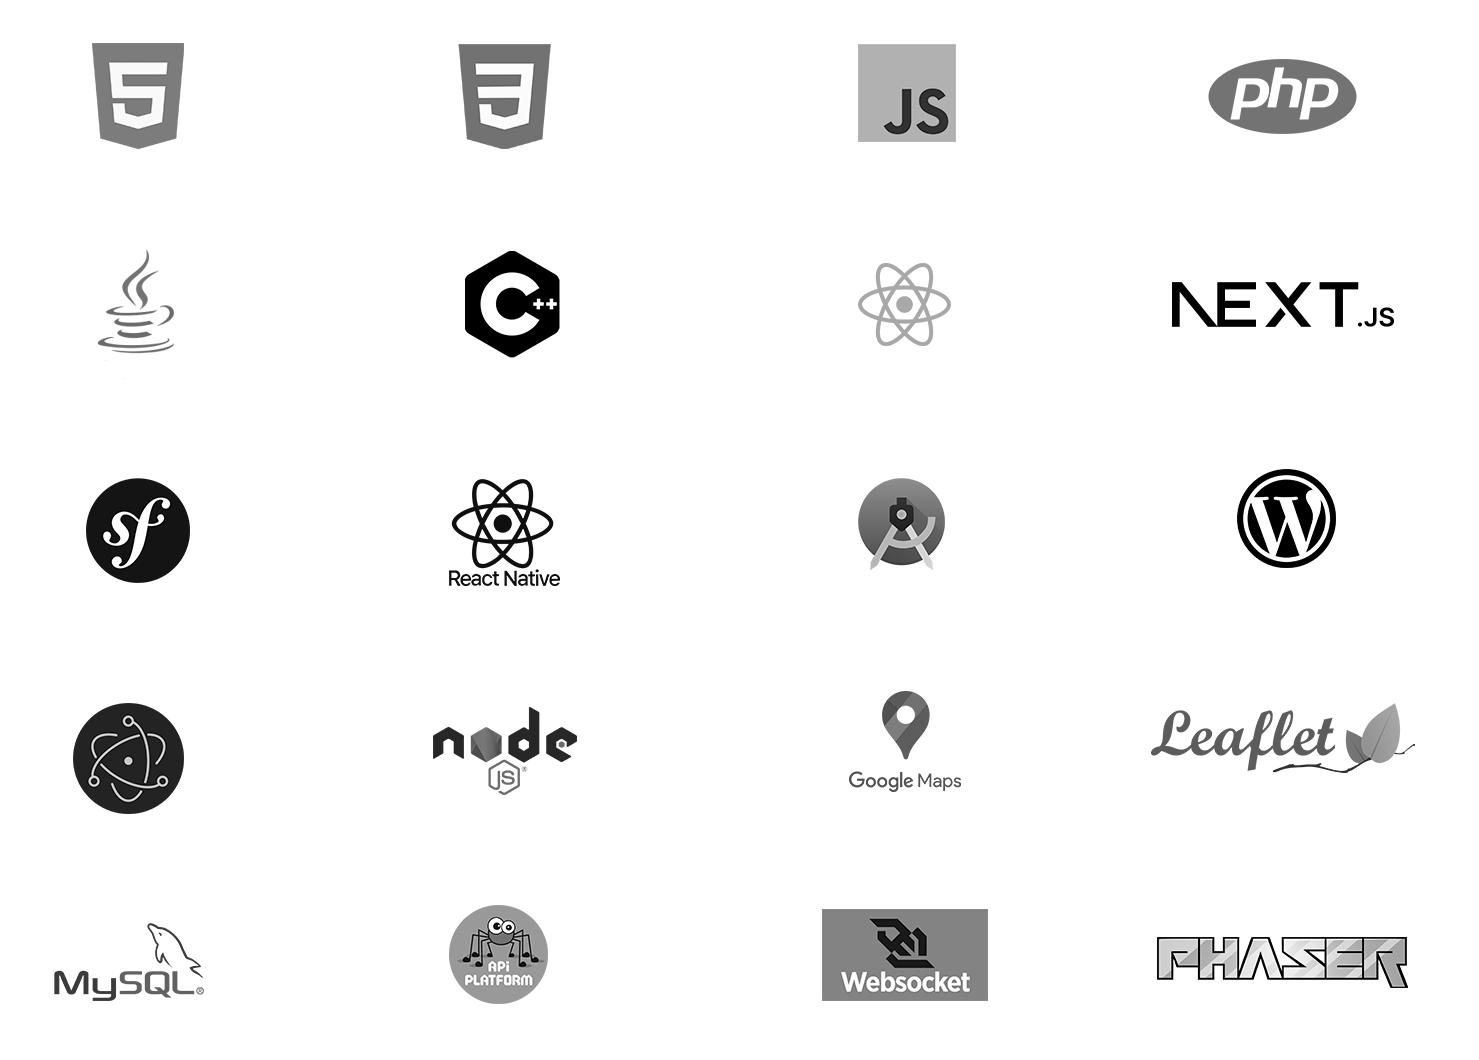 5
3
JS
php
C++
NEXT.JS
sf
React Native
W
node
JS®
Google Maps
Leaflet
MySQL®
API
PLATFORM
Websocket
PHASER